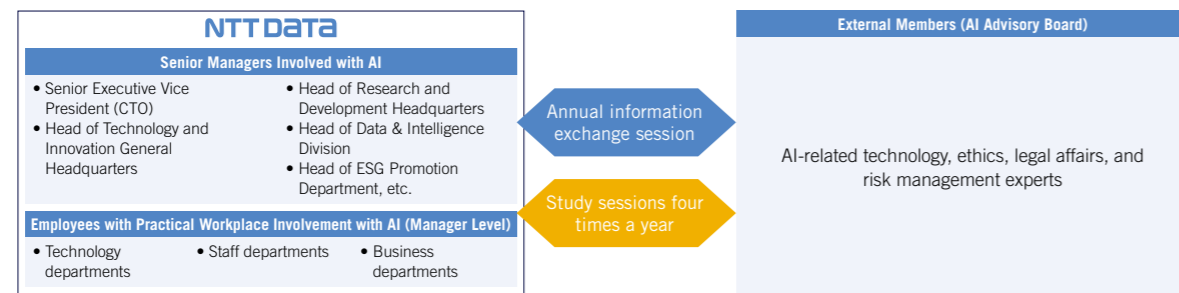 NTT DATA
Senior Managers Involved with AI
• Senior Executive Vice
President (CTO)
• Head of Technology and
Innovation General
Headquarters
• Head of Research and
Development Headquarters
• Head of Data & Intelligence
Division
• Head of ESG Promotion
Department, etc.
Employees with Practical Workplace Involvement with AI (Manager Level)
• Technology
departments
• Staff departments
• Business
departments
Annual information
exchange session
Study sessions four
times a year
External Members (AI Advisory Board)
AI-related technology, ethics, legal affairs, and
risk management experts